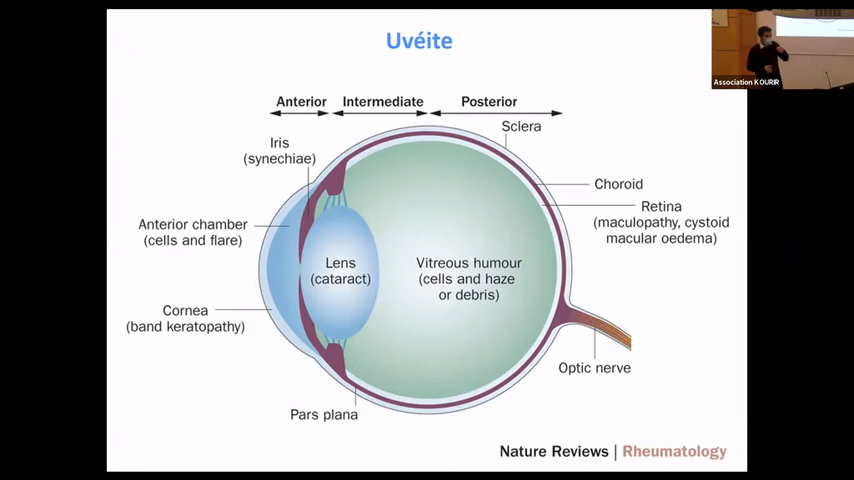 Uvéite
Association KOURIR
Anterior
Intermediate
Posterior
Sclera
Iris
(synechiae)
Choroid
Retina
(maculopathy, cystoid
macular oedema)
Anterior chamber
(cells and flare)
Lens
(cataract)
Vitreous humour
(cells and haze
or debris)
Cornea
(band keratopathy)
Optic nerve
Pars plana
Nature Reviews | Rheumatology